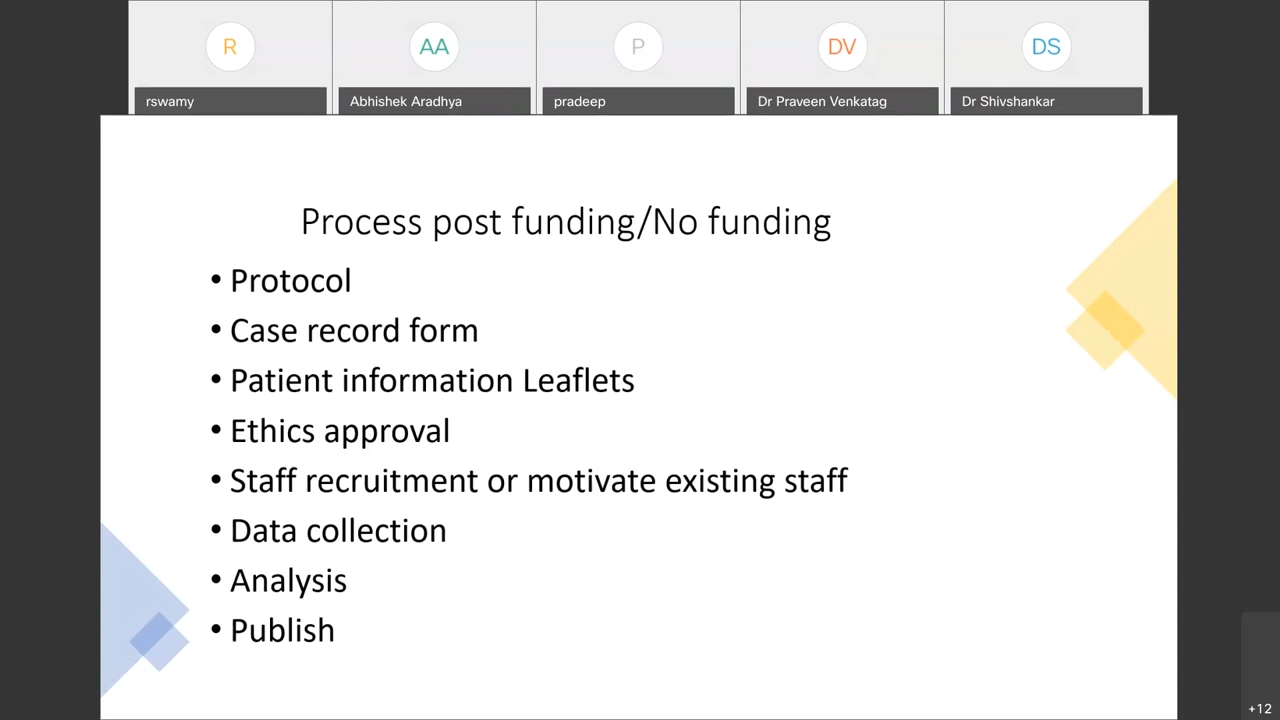 R
AA
P
DV
DS
rswamy
Abhishek Aradhya
pradeep
Dr Praveen Venkatag
Dr Shivshankar
Process post funding/No funding
• Protocol
• Case record form
• Patient information Leaflets
• Ethics approval
• Staff recruitment or motivate existing staff
• Data collection
• Analysis
• Publish
+12